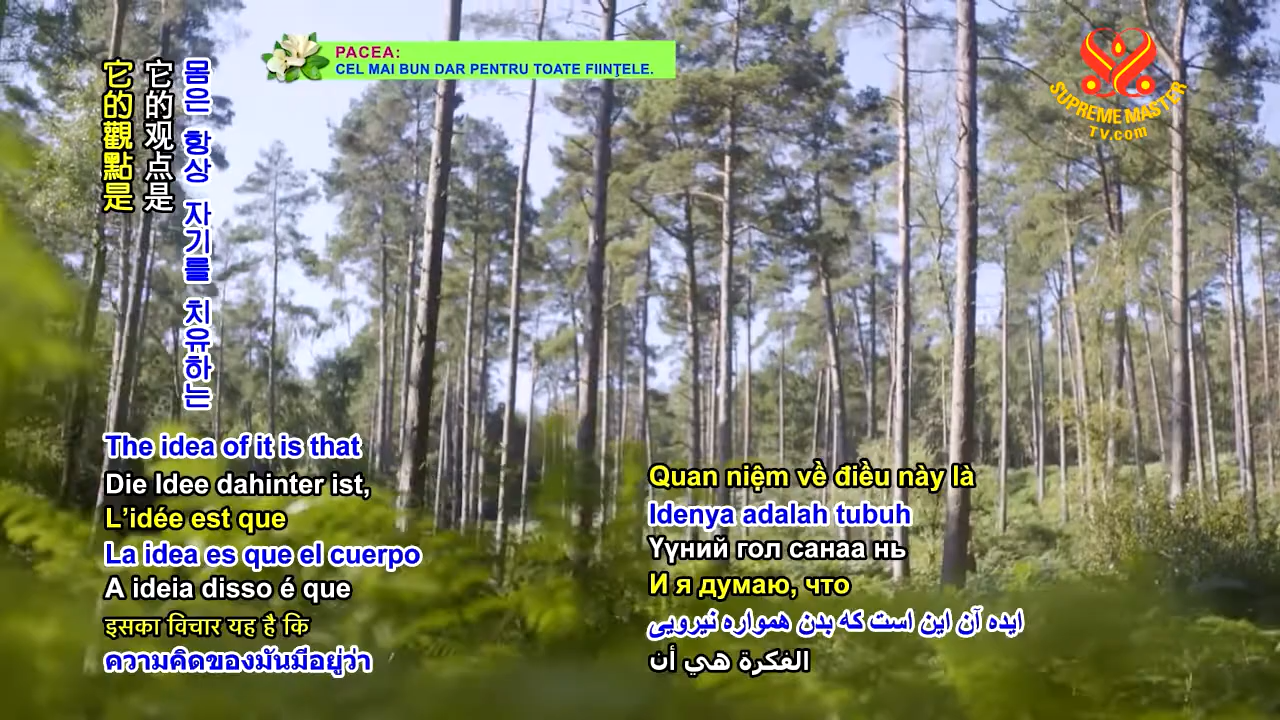 PACEA:
CEL MAI BUN DAR PENTRU TOATE FIINŢELE.
SUPREME MASTER
TV.com
它的觀點是
它的观点是
몸은 항상 자기를 치유하는
The idea of it is that
Die Idee dahinter ist,
L’idée est que
La idea es que el cuerpo
A ideia disso é que
इसका विचार यह है कि
ความคิดของมันมีอยู่ว่า
Quan niệm về điều này là
Idenya adalah tubuh
Үүний гол санаа нь
И я думаю, что
ایده آن این است که بدن همواره نیرویی
الفكرة هي أن